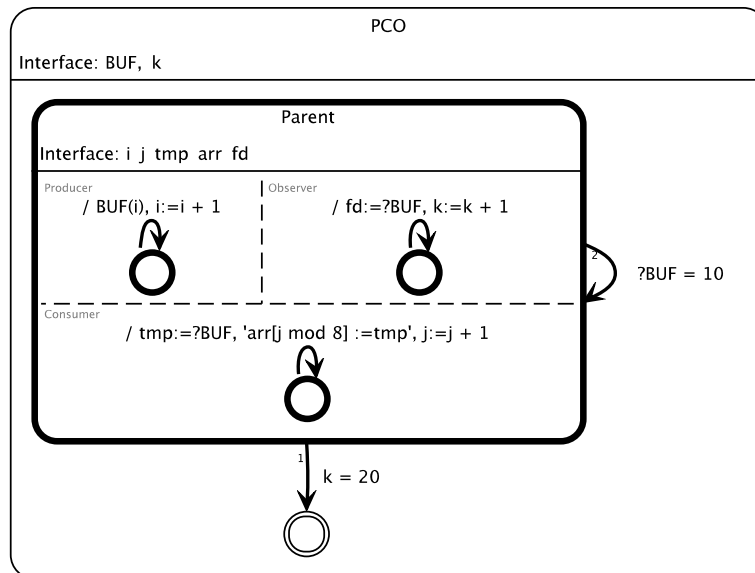 PCO
Interface: BUF, k
Parent
Interface: i j tmp arr fd
Producer
/ BUF(i), i:=i + 1
Observer
/ fd:=?BUF, k:=k + 1
2
?BUF = 10
Consumer
/ tmp:=?BUF, 'arr[j mod 8] :=tmp', j:=j + 1
1
k = 20